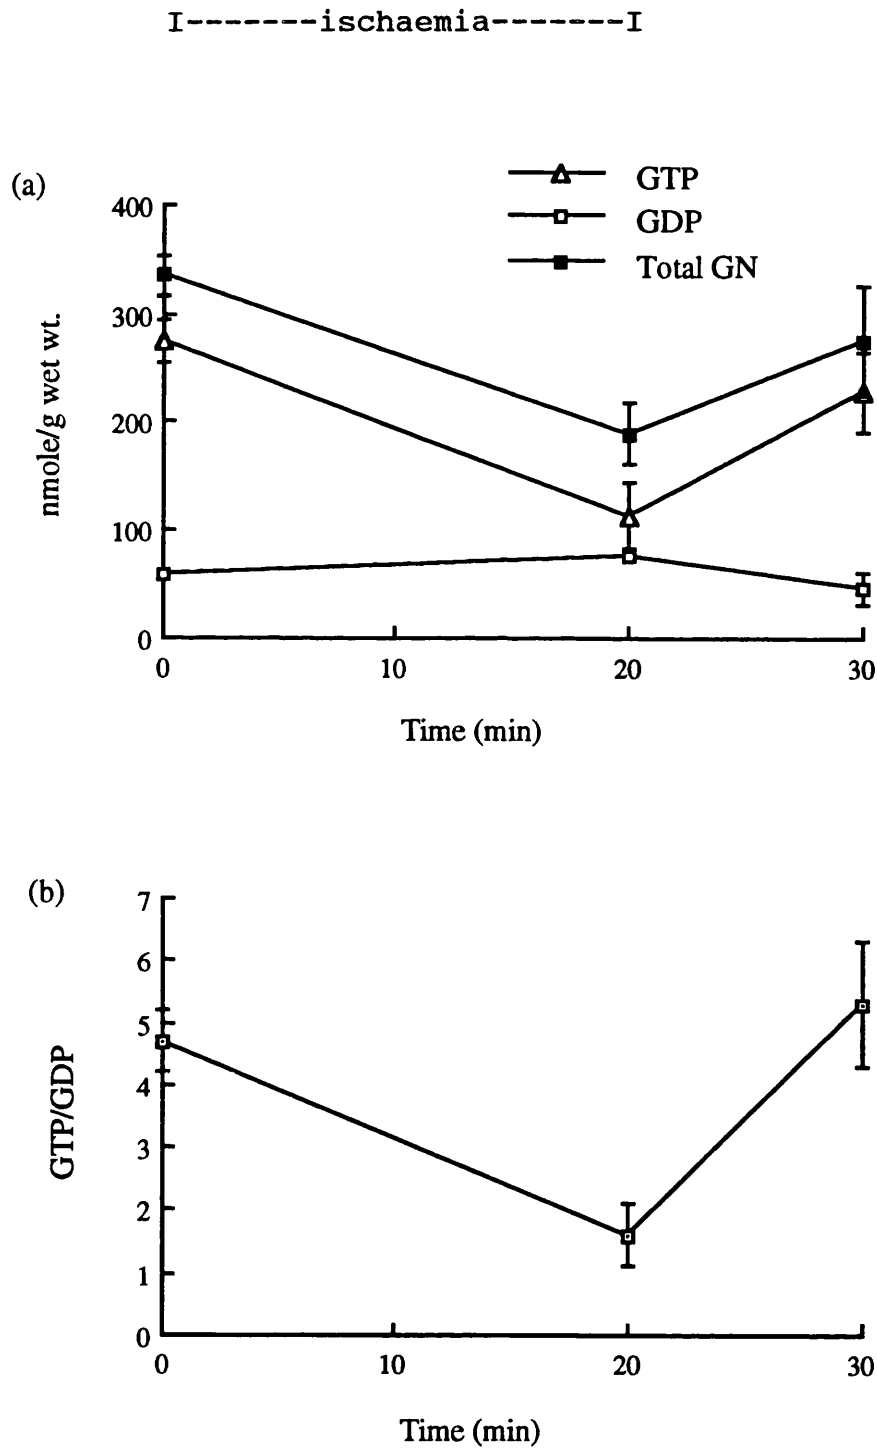 I-------ischaemia-------I
(a)
GTP
GDP
Total GN
400
300
200
100
0
nmole/g wet wt.
0 10 20 30
Time (min)
(b)
7
6
5
4
3
2
1
0
GTP/GDP
0 10 20 30
Time (min)